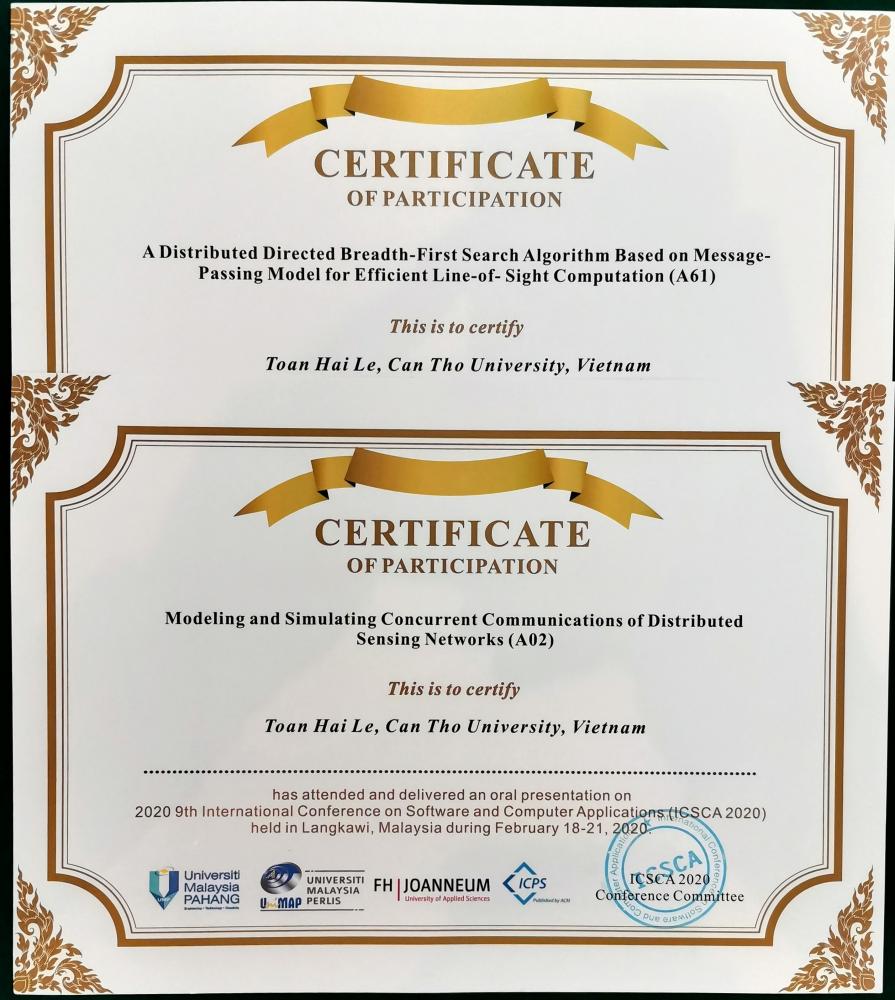 CERTIFICATE
OF PARTICIPATION
A Distributed Directed Breadth-First Search Algorithm Based on Message-
Passing Model for Efficient Line-of- Sight Computation (A61)
This is to certify
Toan Hai Le, Can Tho University, Vietnam
CERTIFICATE
OF PARTICIPATION
Modeling and Simulating Concurrent Communications of Distributed
Sensing Networks (A02)
This is to certify
Toan Hai Le, Can Tho University, Vietnam
has attended and delivered an oral presentation on
2020 9th International Conference on Software and Computer Applications (ICSCA 2020)
held in Langkawi, Malaysia during February 18-21, 2020.
Universiti
Malaysia
PAHANG
Engineering • Technology • Creativity
UniMAP
UNIVERSITI
MALAYSIA
PERLIS
FH JOANNEUM
University of Applied Sciences
ICPS
Published by ACM
International Conference on Software and Computer Applications
ICSCA
ICSCA 2020
Conference Committee